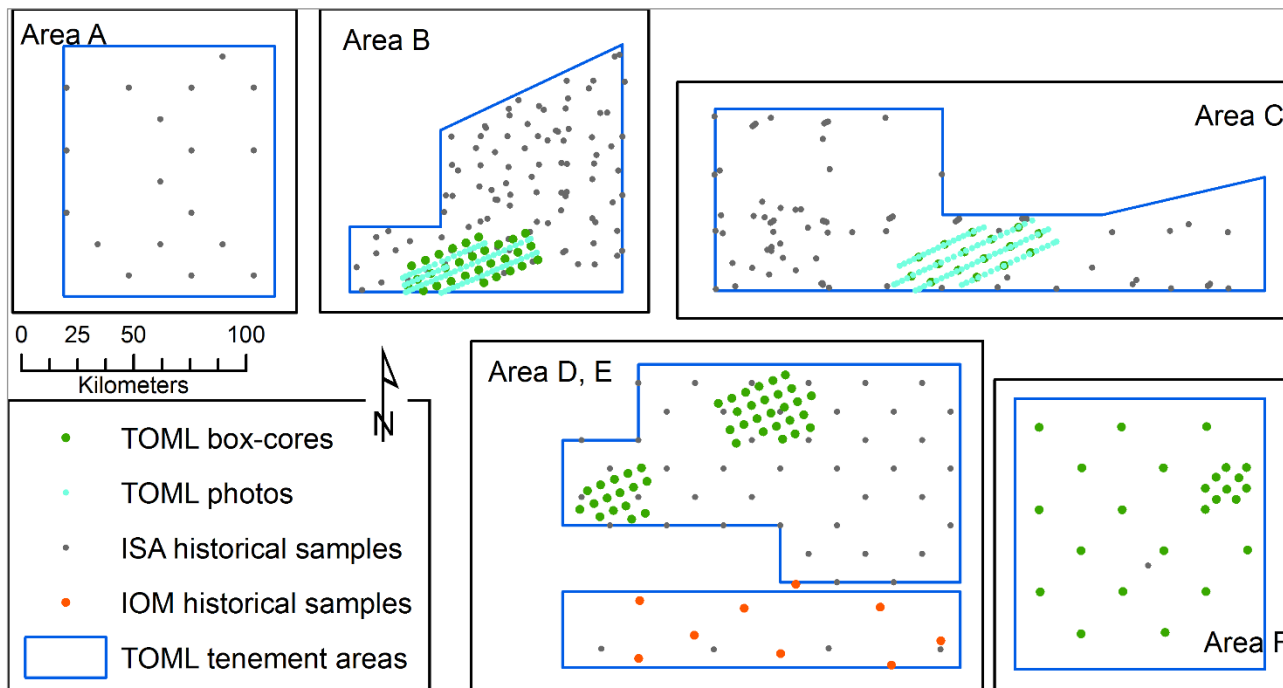 Area A
Area B
Area C
0 25 50 100
Kilometers
N
Area D, E
Area F
TOML box-cores
TOML photos
ISA historical samples
IOM historical samples
TOML tenement areas